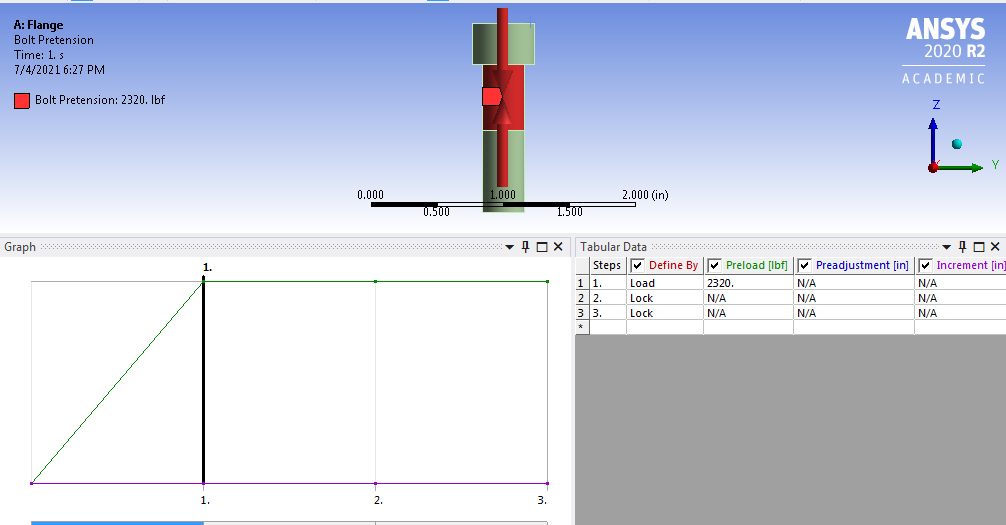 A: Flange
Bolt Pretension
Time: 1. s
7/4/2021 6:27 PM
Bolt Pretension: 2320. lbf
ANSYS
2020 R2
ACADEMIC
Z
Y
0.000 1.000 2.000 (in)
0.500 1.500
Graph
1.
1. 2. 3.
Tabular Data
Steps Define By Preload [lbf] Preadjustment [in] Increment [in]
1 1. Load 2320. N/A N/A
2 2. Lock N/A N/A N/A
3 3. Lock N/A N/A N/A
*